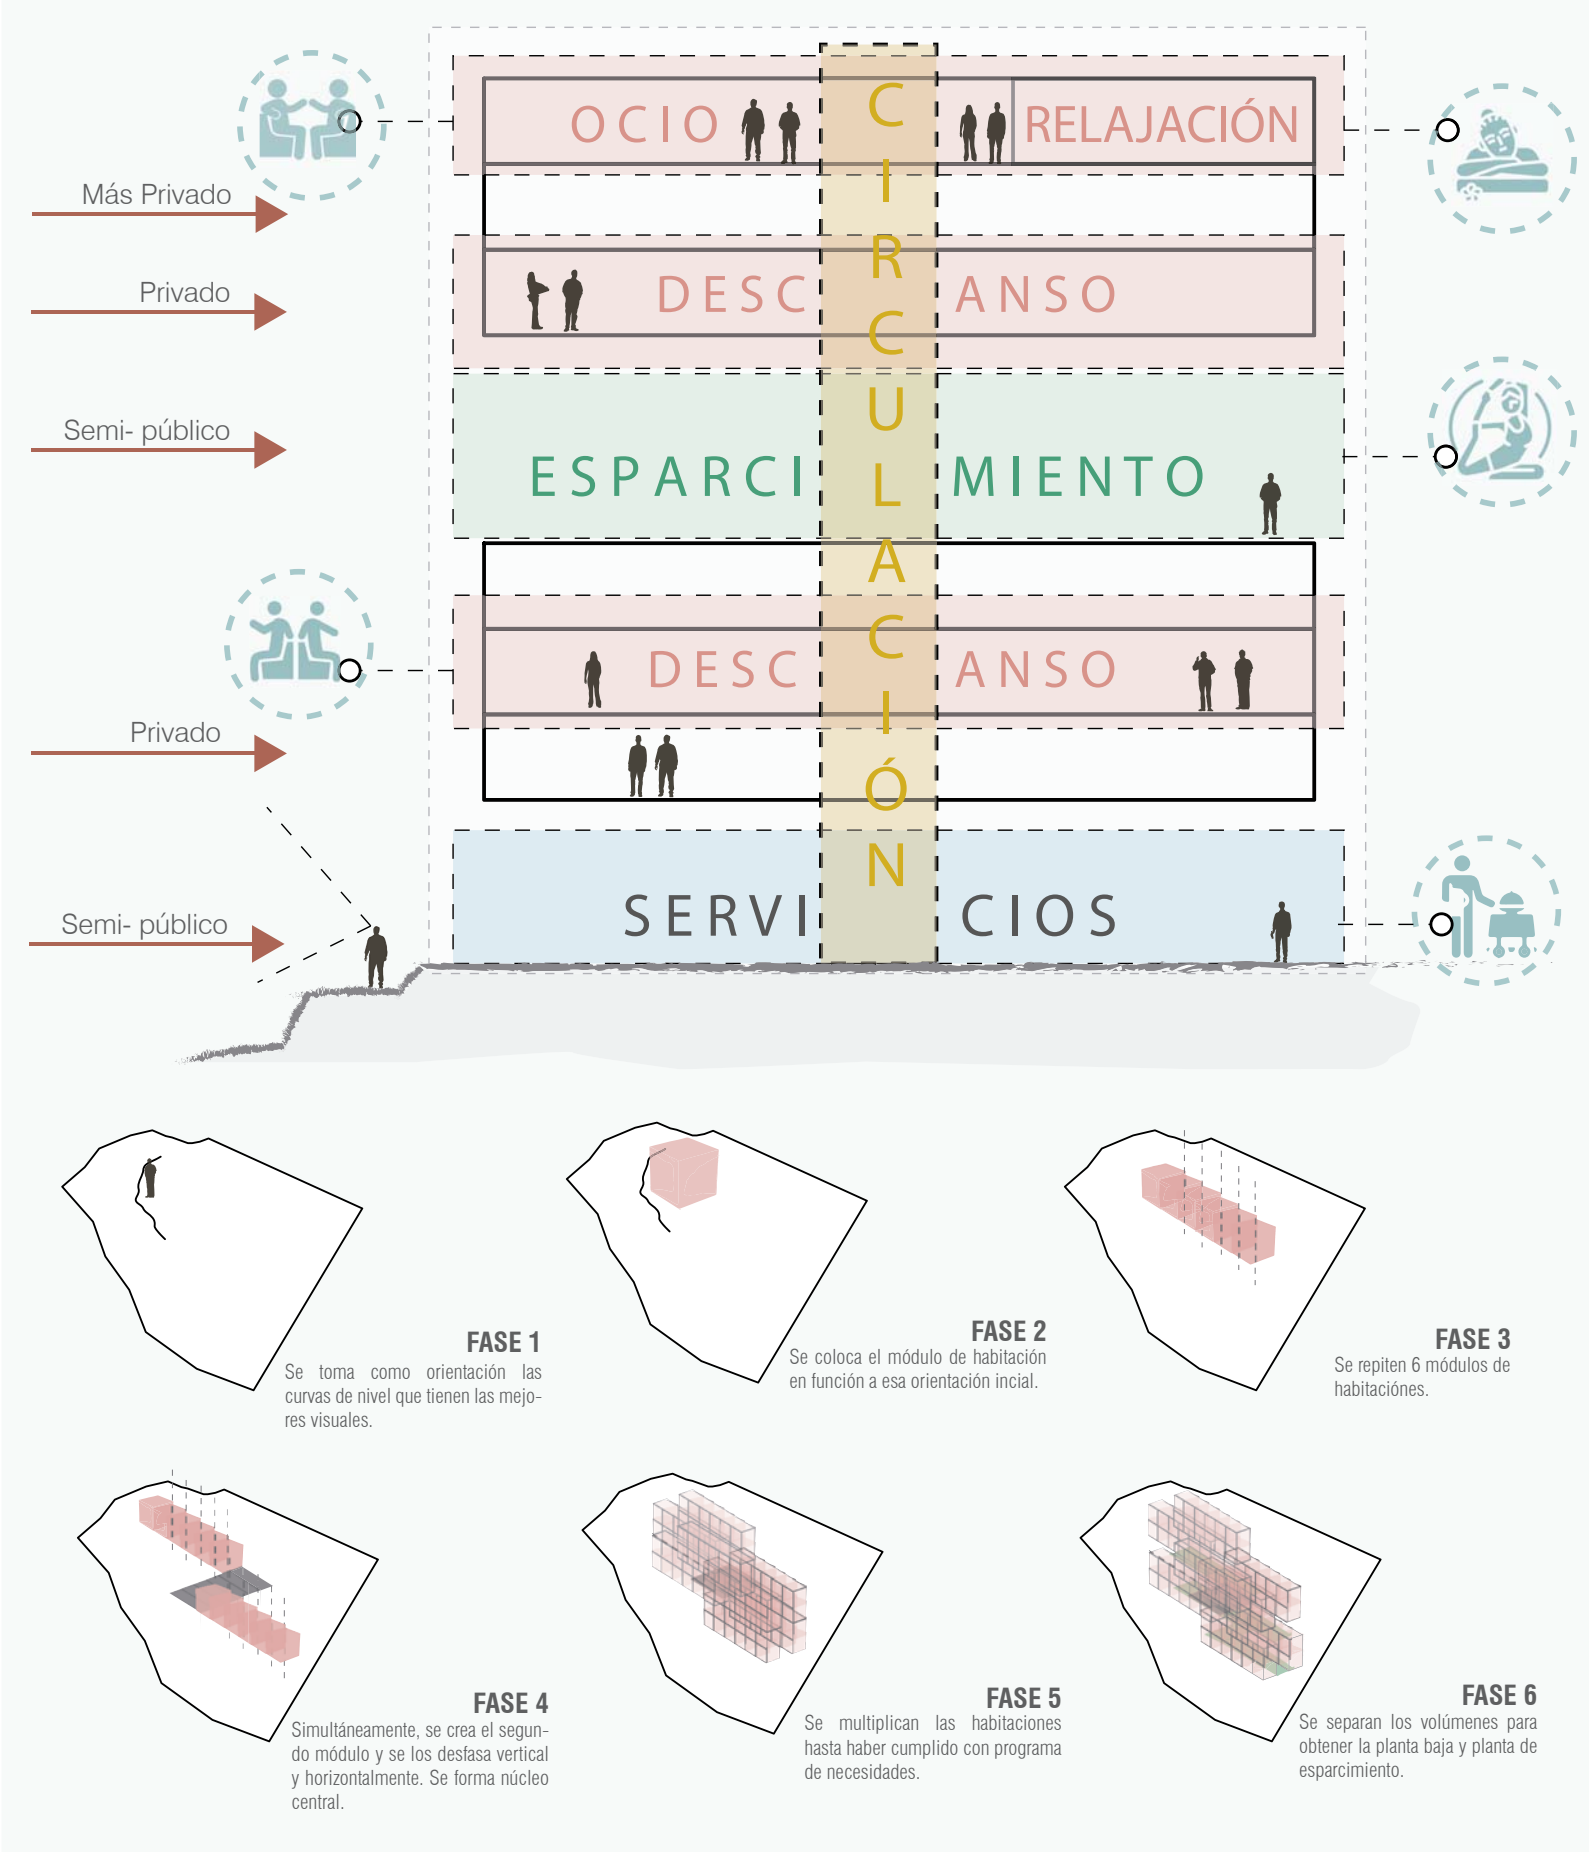 OCIO
RELAJACIÓN
CIRCULACIÓN
Más Privado
Privado
DESCANSO
Semi- público
ESPARCIMIENTO
DESCANSO
Privado
SERVICIOS
Semi- público
FASE 1
Se toma como orientación las
curvas de nivel que tienen las mejo-
res visuales.
FASE 2
Se coloca el módulo de habitación
en función a esa orientación incial.
FASE 3
Se repiten 6 módulos de
habitaciónes.
FASE 4
Simultáneamente, se crea el segun-
do módulo y se los desfasa vertical
y horizontalmente. Se forma núcleo
central.
FASE 5
Se multiplican las habitaciones
hasta haber cumplido con programa
de necesidades.
FASE 6
Se separan los volúmenes para
obtener la planta baja y planta de
esparcimiento.